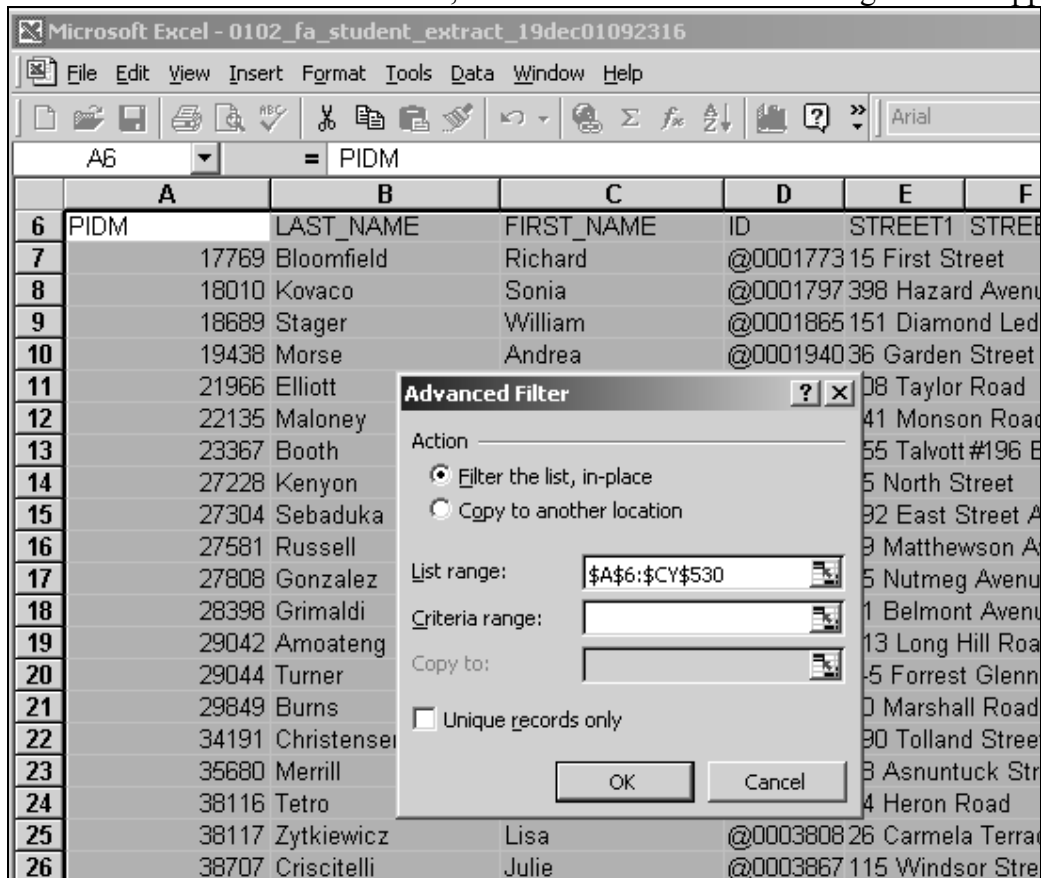 Microsoft Excel - 0102_fa_student_extract_19dec01092316
File Edit View Insert Format Tools Data Window Help
Arial
A6 = PIDM
A B C D E F
6 PIDM LAST_NAME FIRST_NAME ID STREET1 STREE
7 17769 Bloomfield Richard @0001773 15 First Street
8 18010 Kovaco Sonia @0001797 398 Hazard Avenu
9 18689 Stager William @0001865 151 Diamond Led
10 19438 Morse Andrea @0001940 36 Garden Street
11 21966 Elliott 08 Taylor Road
12 22135 Maloney 41 Monson Road
13 23367 Booth 55 Talvott #196 E
14 27228 Kenyon 5 North Street
15 27304 Sebaduka 92 East Street A
16 27581 Russell 9 Matthewson A
17 27808 Gonzalez 5 Nutmeg Avenu
18 28398 Grimaldi 1 Belmont Avenu
19 29042 Amoateng 13 Long Hill Roa
20 29044 Turner -5 Forrest Glenn
21 29849 Burns 0 Marshall Road
22 34191 Christensen 90 Tolland Stree
23 35680 Merrill 8 Asnuntuck Str
24 38116 Tetro 4 Heron Road
25 38117 Zytkiewicz Lisa @0003808 26 Carmela Terra
26 38707 Criscitelli Julie @0003867 115 Windsor Stre
Advanced Filter
Action
Filter the list, in-place
Copy to another location
List range: $A$6:$CY$530
Criteria range:
Copy to:
Unique records only
OK Cancel